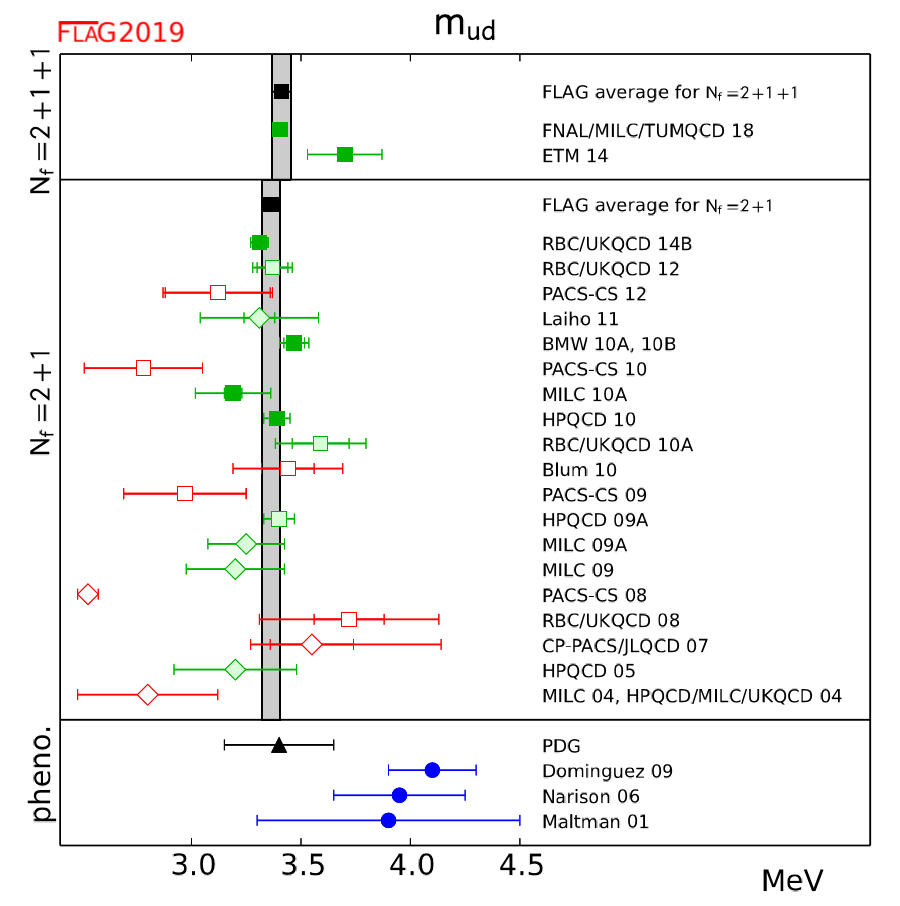 FLAG2019
m_ud
N_f=2+1+1
FLAG average for N_f=2+1+1
FNAL/MILC/TUMQCD 18
ETM 14
N_f=2+1
FLAG average for N_f=2+1
RBC/UKQCD 14B
RBC/UKQCD 12
PACS-CS 12
Laiho 11
BMW 10A, 10B
PACS-CS 10
MILC 10A
HPQCD 10
RBC/UKQCD 10A
Blum 10
PACS-CS 09
HPQCD 09A
MILC 09A
MILC 09
PACS-CS 08
RBC/UKQCD 08
CP-PACS/JLQCD 07
HPQCD 05
MILC 04, HPQCD/MILC/UKQCD 04
pheno.
PDG
Dominguez 09
Narison 06
Maltman 01
3.0 3.5 4.0 4.5
MeV